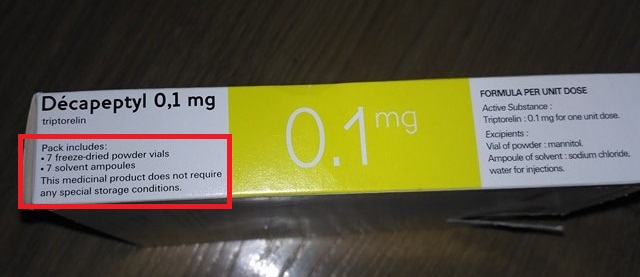 Décapeptyl 0,1 mg
triptorelin
Pack includes:
• 7 freeze-dried powder vials
• 7 solvent ampoules
This medicinal product does not require
any special storage conditions.
0.1 mg
FORMULA PER UNIT DOSE
Active Substance :
Triptorelin : 0.1 mg for one unit dose.
Excipients :
Vial of powder : mannitol.
Ampoule of solvent : sodium chloride,
water for injections.